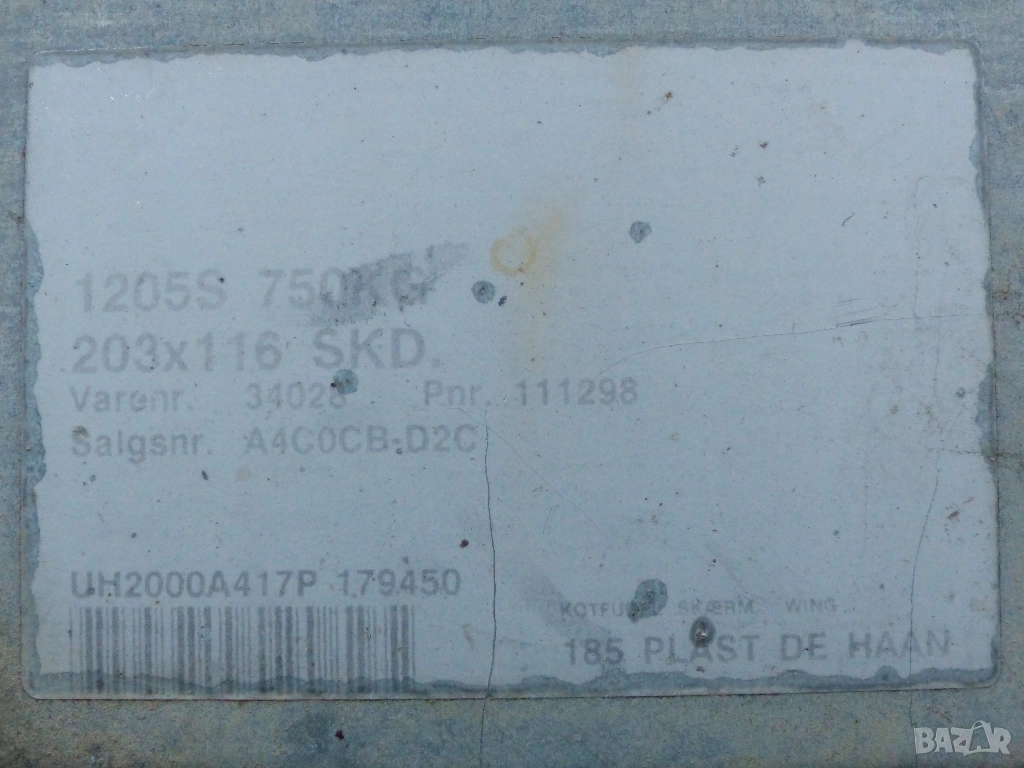 1205S 750KG
203x116 SKD.
Varenr. 34028 Pnr. 111298
Salgsnr. A4C0CB-D2C
UH2000A417P 179450
SKÆRM WING
185 PLAST DE HAAN
BAZAR